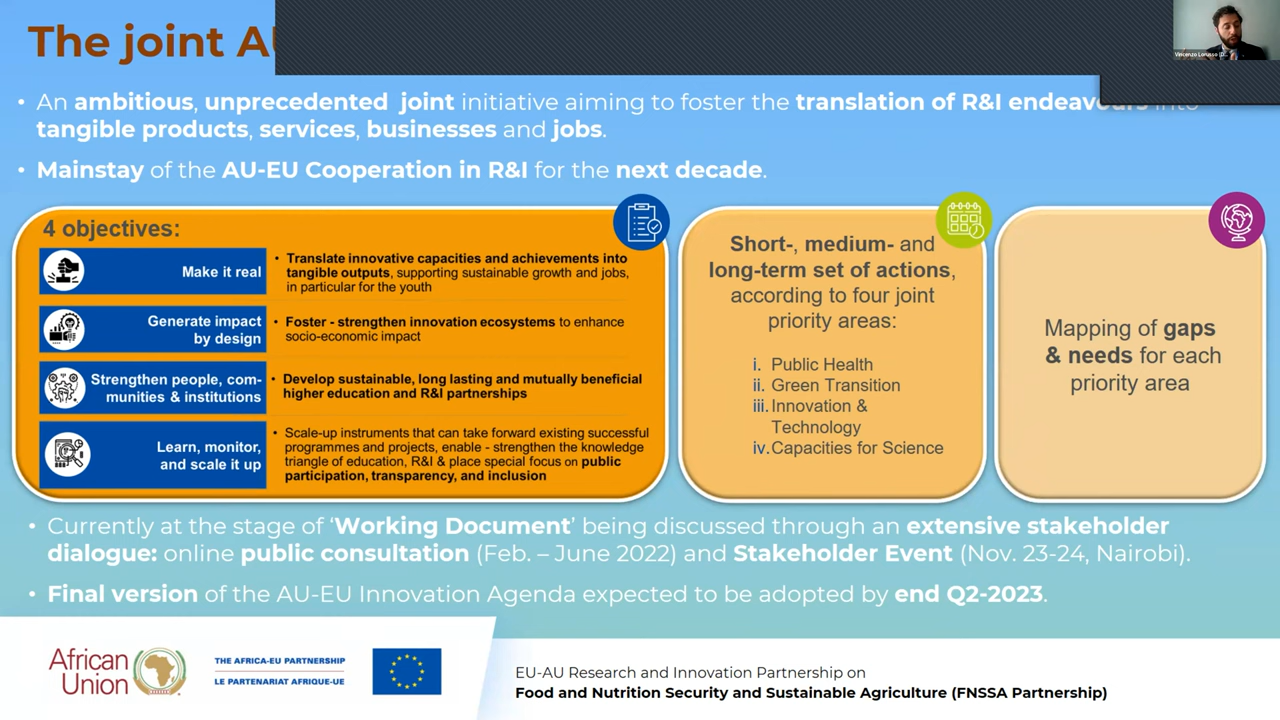 The joint AU
Vincenzo Lorusso
An ambitious, unprecedented joint initiative aiming to foster the translation of R&I endeavours into
tangible products, services, businesses and jobs.
Mainstay of the AU-EU Cooperation in R&I for the next decade.
4 objectives:
Make it real
• Translate innovative capacities and achievements into
tangible outputs, supporting sustainable growth and jobs,
in particular for the youth
Generate impact
by design
• Foster - strengthen innovation ecosystems to enhance
socio-economic impact
Strengthen people, com-
munities & institutions
• Develop sustainable, long lasting and mutually beneficial
higher education and R&I partnerships
Learn, monitor,
and scale it up
• Scale-up instruments that can take forward existing successful
programmes and projects, enable - strengthen the knowledge
triangle of education, R&I & place special focus on public
participation, transparency, and inclusion
Short-, medium- and
long-term set of actions,
according to four joint
priority areas:
i. Public Health
ii. Green Transition
iii. Innovation &
Technology
iv. Capacities for Science
Mapping of gaps
& needs for each
priority area
• Currently at the stage of ‘Working Document’ being discussed through an extensive stakeholder
dialogue: online public consultation (Feb. – June 2022) and Stakeholder Event (Nov. 23-24, Nairobi).
• Final version of the AU-EU Innovation Agenda expected to be adopted by end Q2-2023.
African
Union
THE AFRICA-EU PARTNERSHIP
LE PARTENARIAT AFRIQUE-UE
EU-AU Research and Innovation Partnership on
Food and Nutrition Security and Sustainable Agriculture (FNSSA Partnership)